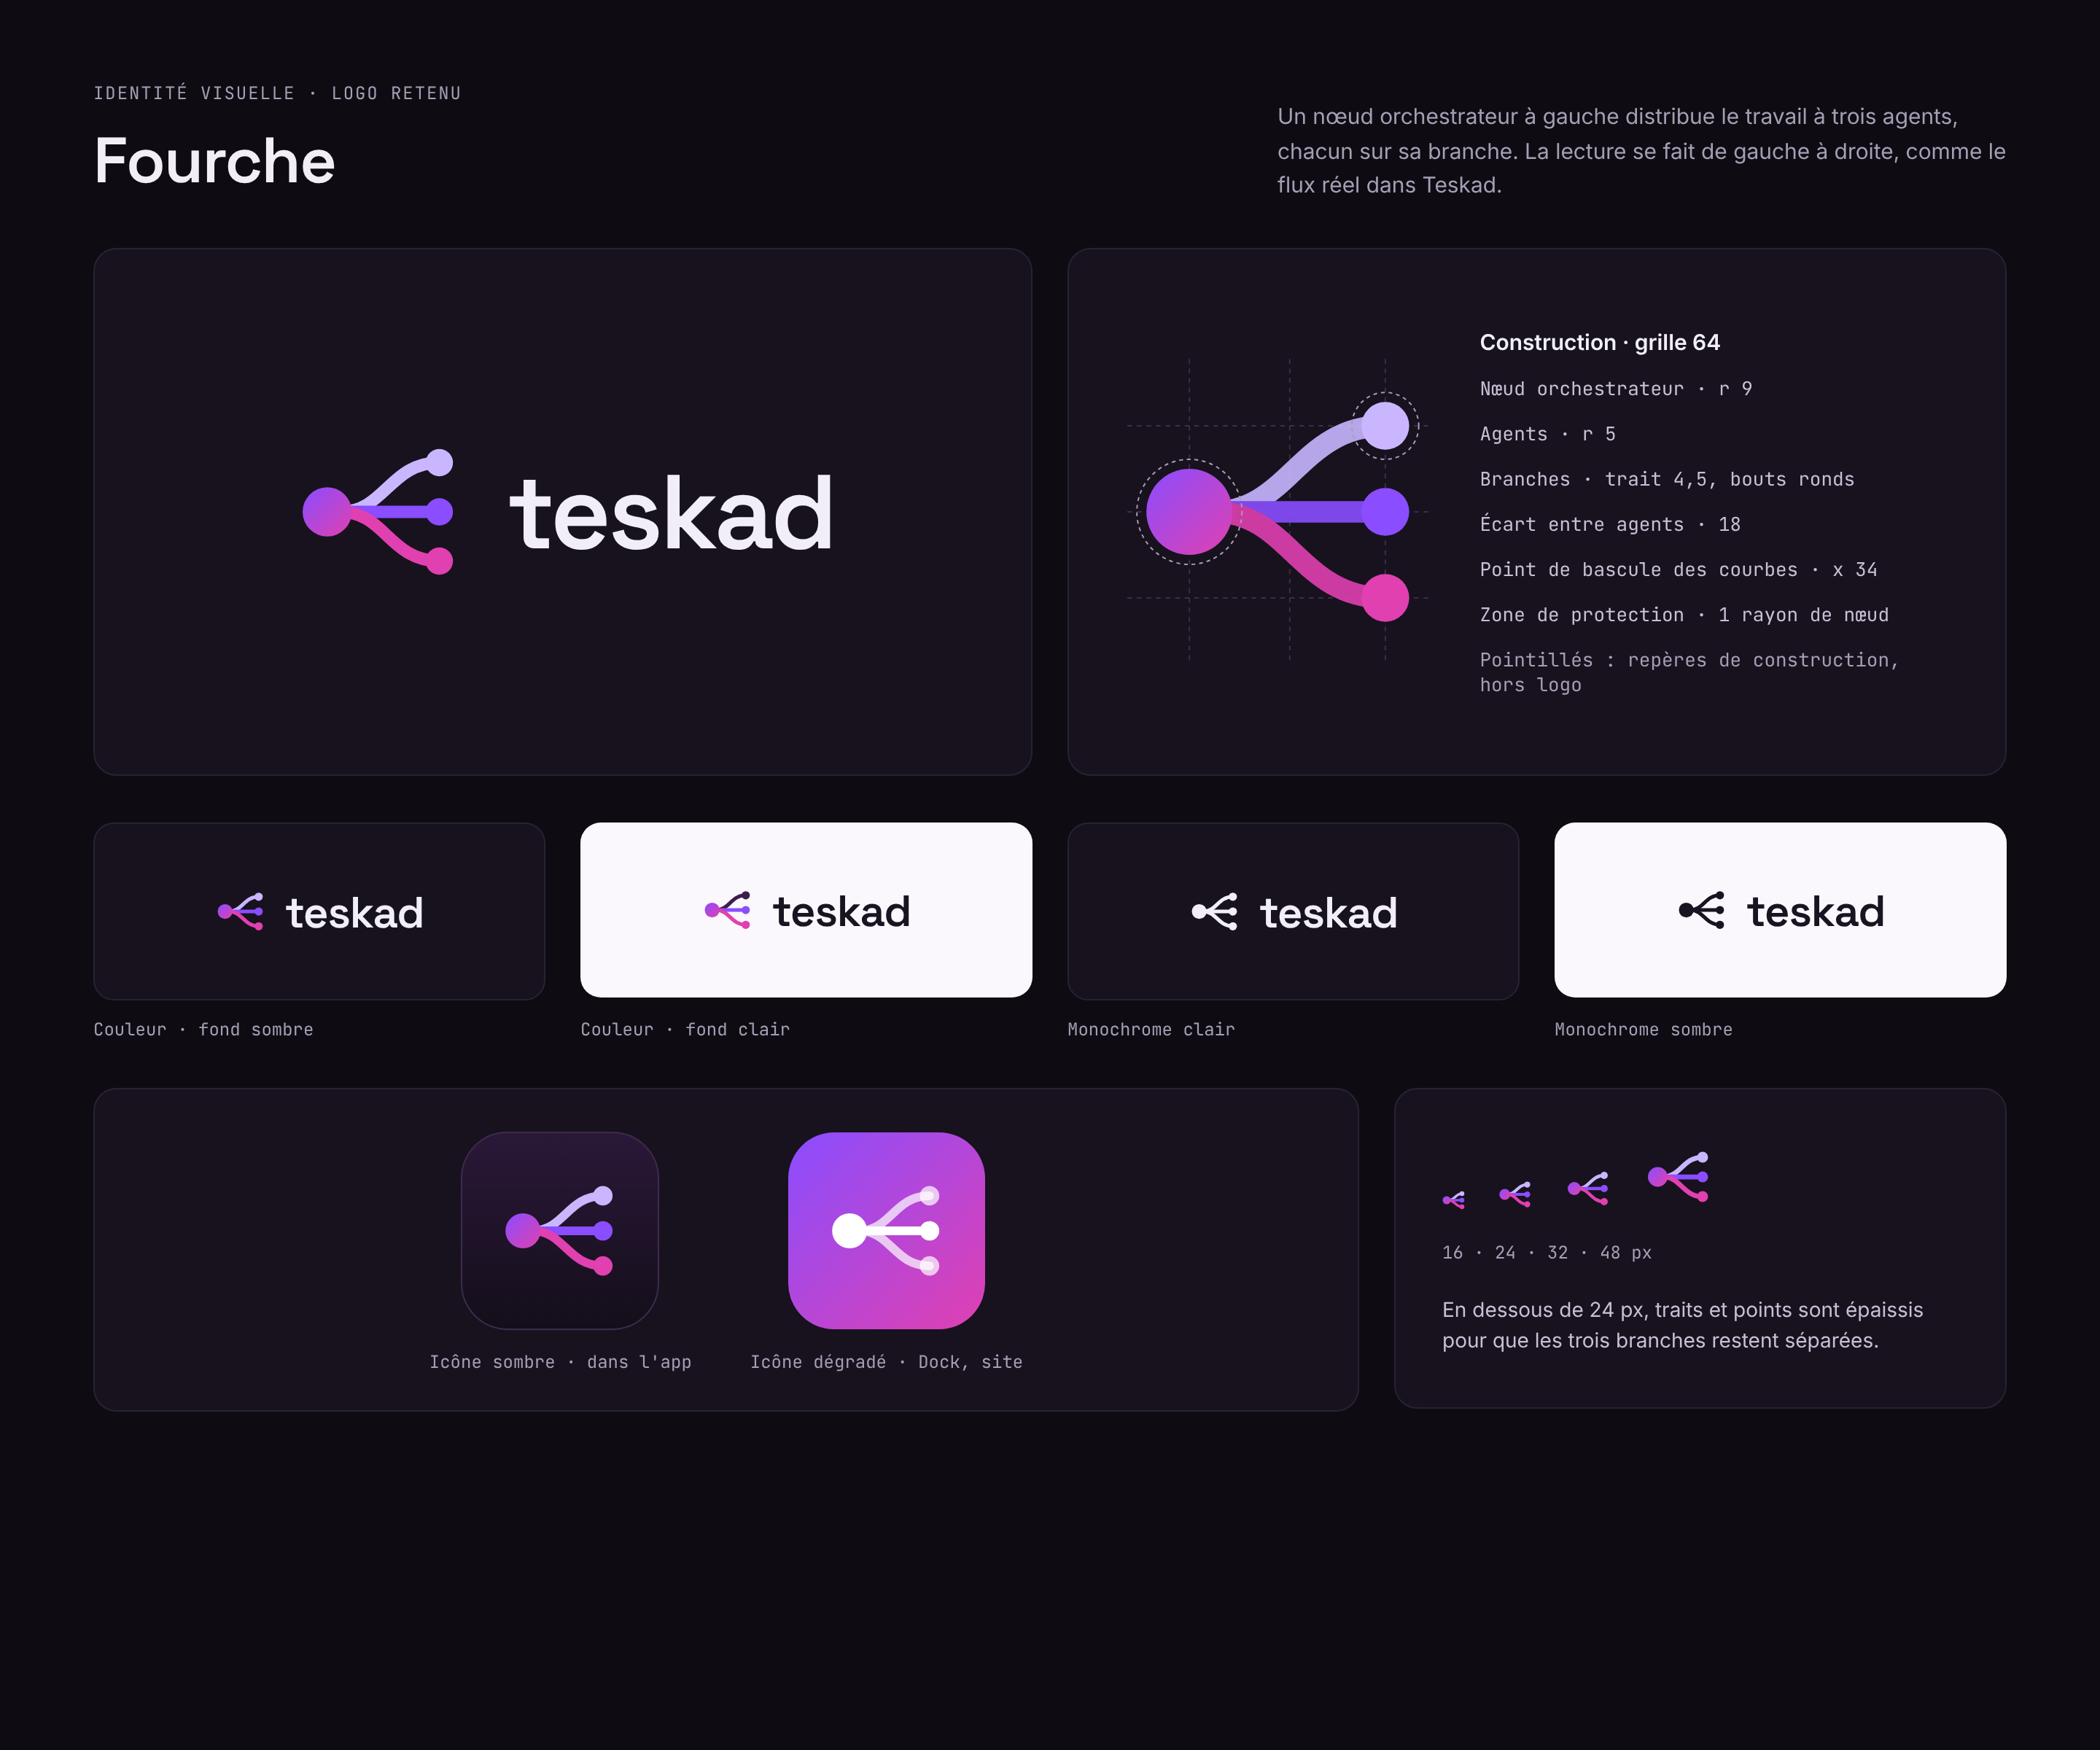 IDENTITÉ VISUELLE · LOGO RETENU
Fourche
Un nœud orchestrateur à gauche distribue le travail à trois agents,
chacun sur sa branche. La lecture se fait de gauche à droite, comme le
flux réel dans Teskad.
teskad
Construction · grille 64
Nœud orchestrateur · r 9
Agents · r 5
Branches · trait 4,5, bouts ronds
Écart entre agents · 18
Point de bascule des courbes · x 34
Zone de protection · 1 rayon de nœud
Pointillés : repères de construction,
hors logo
teskad
teskad
teskad
teskad
Couleur · fond sombre
Couleur · fond clair
Monochrome clair
Monochrome sombre
Icône sombre · dans l'app
Icône dégradé · Dock, site
16 · 24 · 32 · 48 px
En dessous de 24 px, traits et points sont épaissis
pour que les trois branches restent séparées.